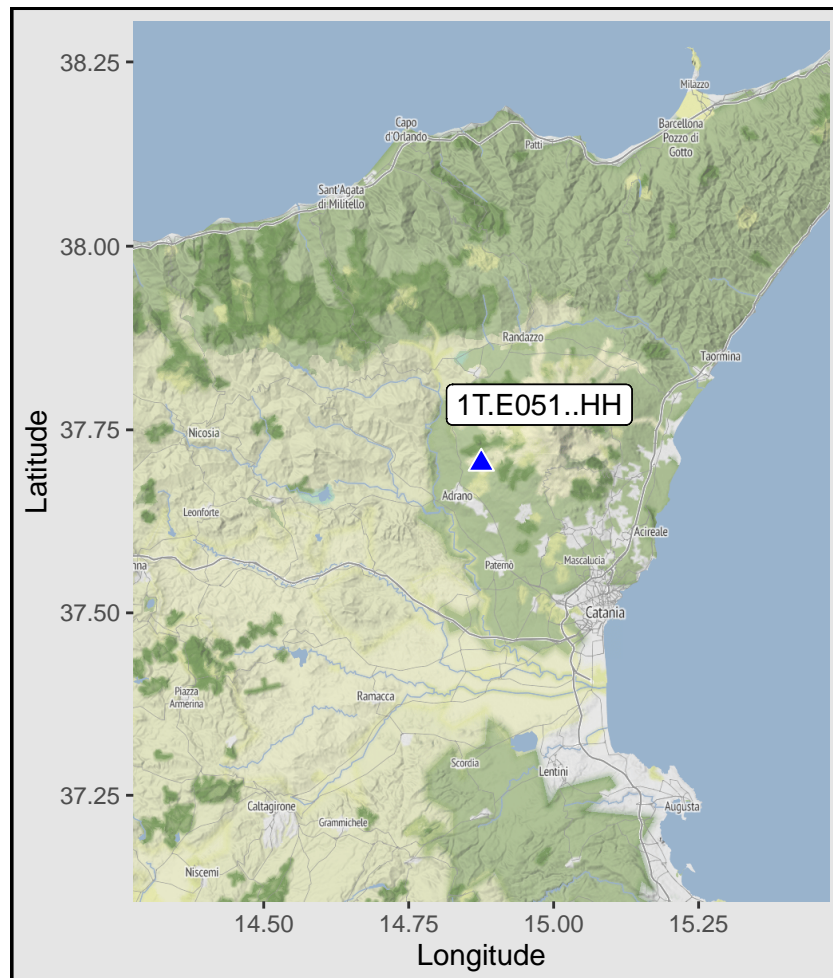 38.25
38.00
37.75
37.50
37.25
Latitude
Milazzo
Capo
d'Orlando
Barcellona
Pozzo di
Gotto
Patti
Sant'Agata
di Militello
Randazzo
Taormina
1T.E051..HH
Nicosia
Adrano
Leonforte
Acireale
nna
Paternò
Mascalucia
Catania
Piazza
Armerina
Ramacca
Scordia
Lentini
Caltagirone
Augusta
Grammichele
Niscemi
14.50
14.75
15.00
15.25
Longitude